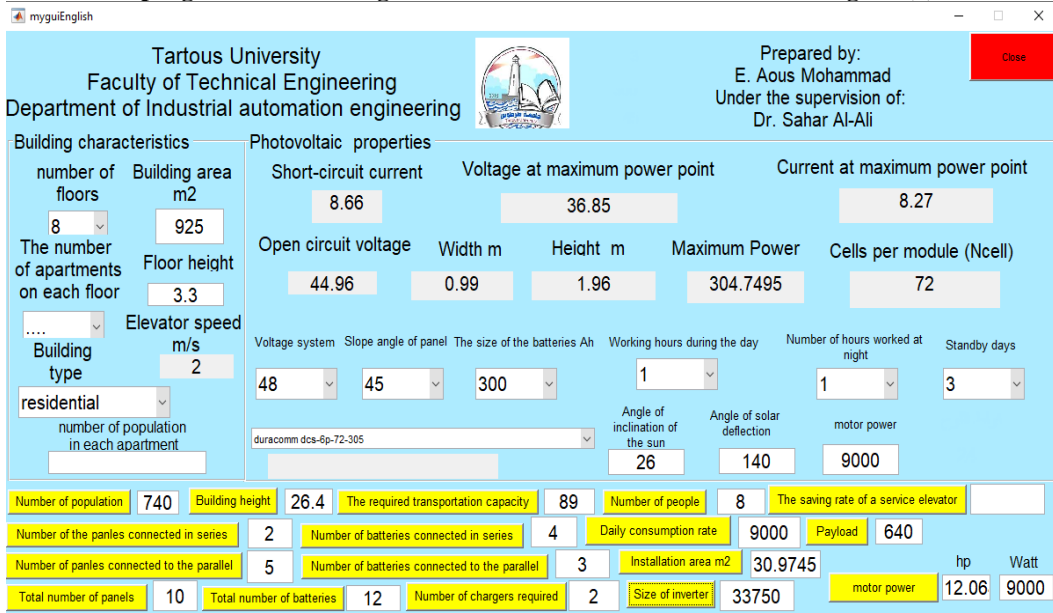 myguiEnglish
Tartous University
Faculty of Technical Engineering
Department of Industrial automation engineering
Prepared by:
E. Aous Mohammad
Under the supervision of:
Dr. Sahar Al-Ali
Close
Building characteristics
number of floors
8
Building area m2
925
The number of apartments on each floor
....
Floor height
3.3
Elevator speed m/s
2
Building type
residential
number of population in each apartment
Photovoltaic properties
Short-circuit current
8.66
Voltage at maximum power point
36.85
Current at maximum power point
8.27
Open circuit voltage
44.96
Width m
0.99
Height m
1.96
Maximum Power
304.7495
Cells per module (Ncell)
72
Voltage system
48
Slope angle of panel
45
The size of the batteries Ah
300
Working hours during the day
1
Number of hours worked at night
1
Standby days
3
duracomm dcs-6p-72-305
Angle of inclination of the sun
26
Angle of solar deflection
140
motor power
9000
Number of population 740 Building height 26.4 The required transportation capacity 89 Number of people 8 The saving rate of a service elevator
Number of the panles connected in series 2 Number of batteries connected in series 4 Daily consumption rate 9000 Payload 640
Number of panles connected to the parallel 5 Number of batteries connected to the parallel 3 Installation area m2 30.9745
hp Watt
Total number of panels 10 Total number of batteries 12 Number of chargers required 2 Size of inverter 33750 motor power 12.06 9000